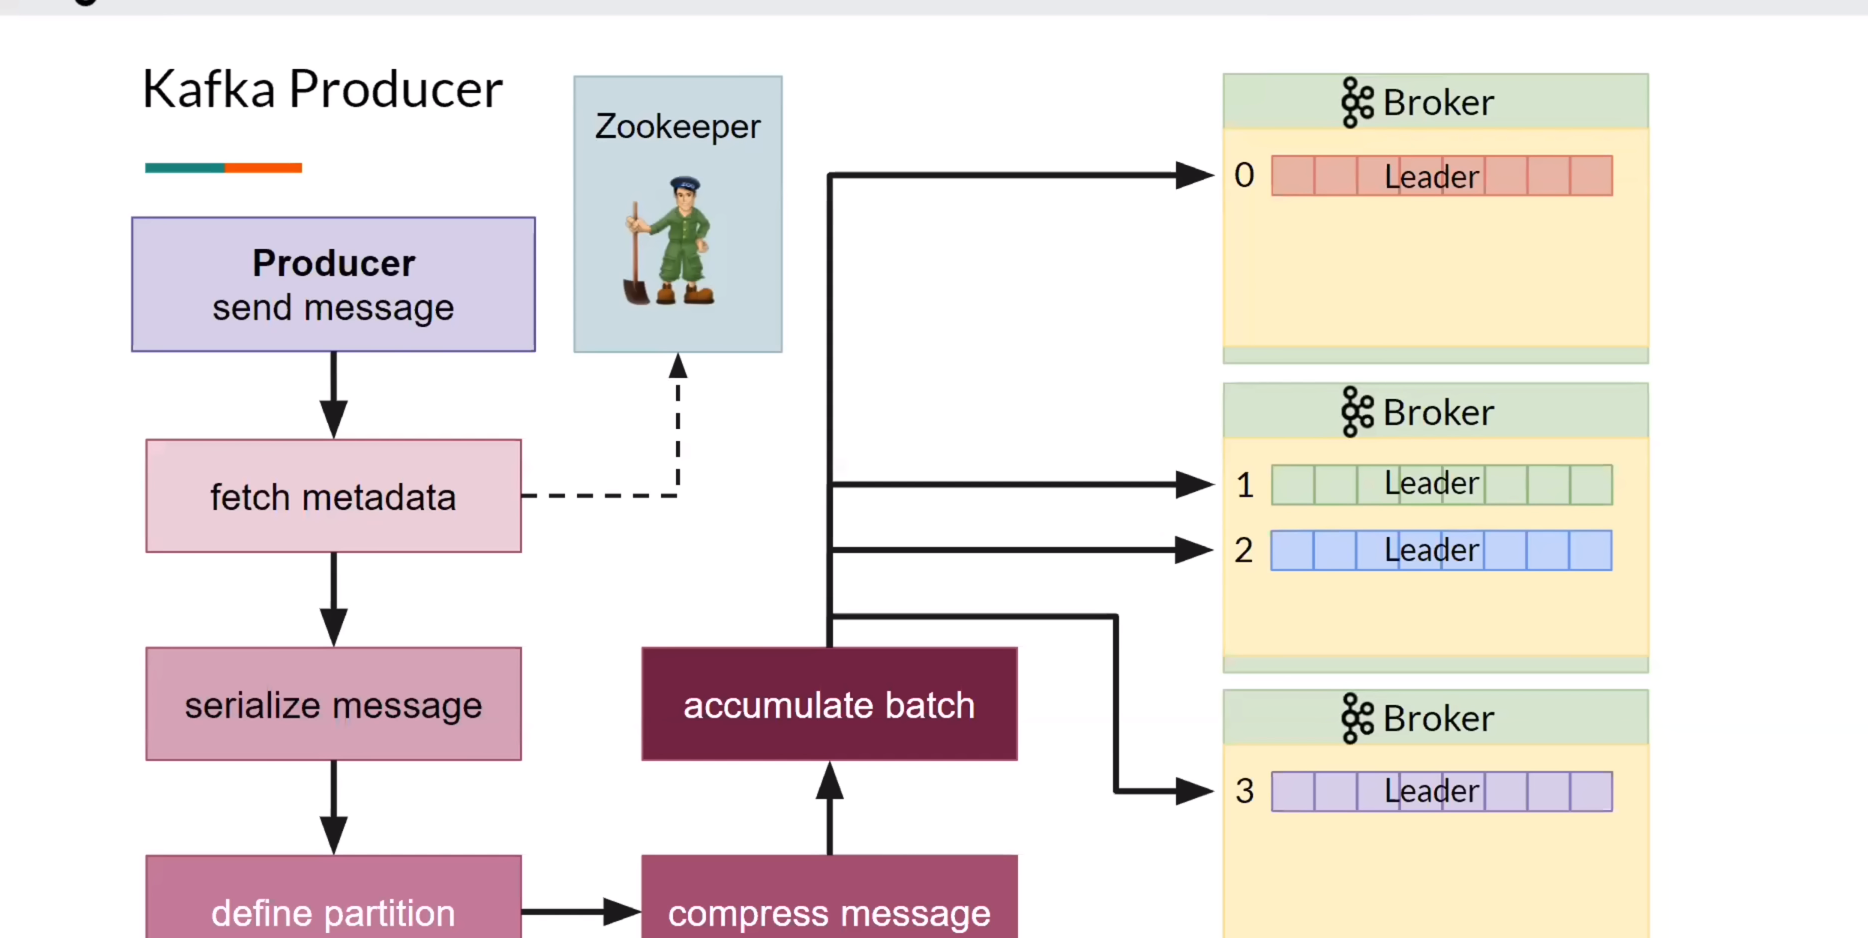 Kafka Producer
Zookeeper
Producer
send message
fetch metadata
serialize message
define partition
compress message
accumulate batch
Broker
0 Leader
Broker
1 Leader
2 Leader
Broker
3 Leader